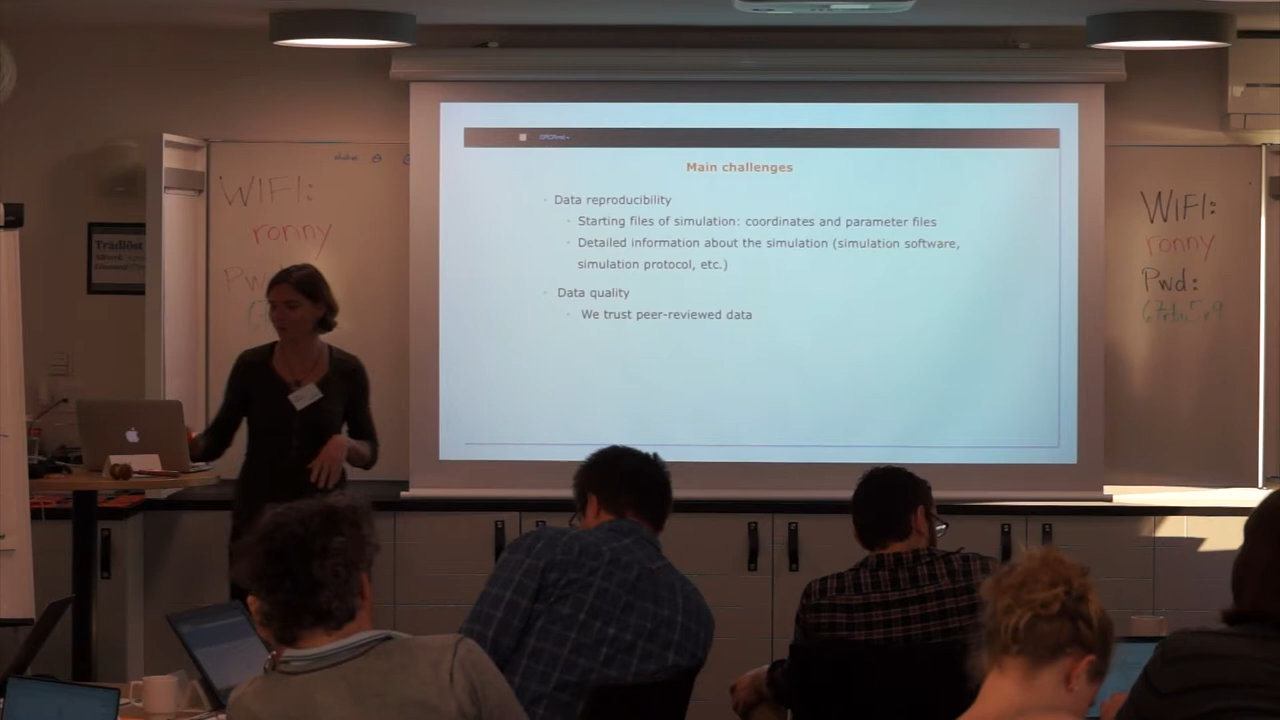 WIFI:
ronny
Main challenges
Data reproducibility
Starting files of simulation: coordinates and parameter files
Detailed information about the simulation (simulation software,
simulation protocol, etc.)
Data quality
We trust peer-reviewed data
WIFI:
ronny
Pwd: